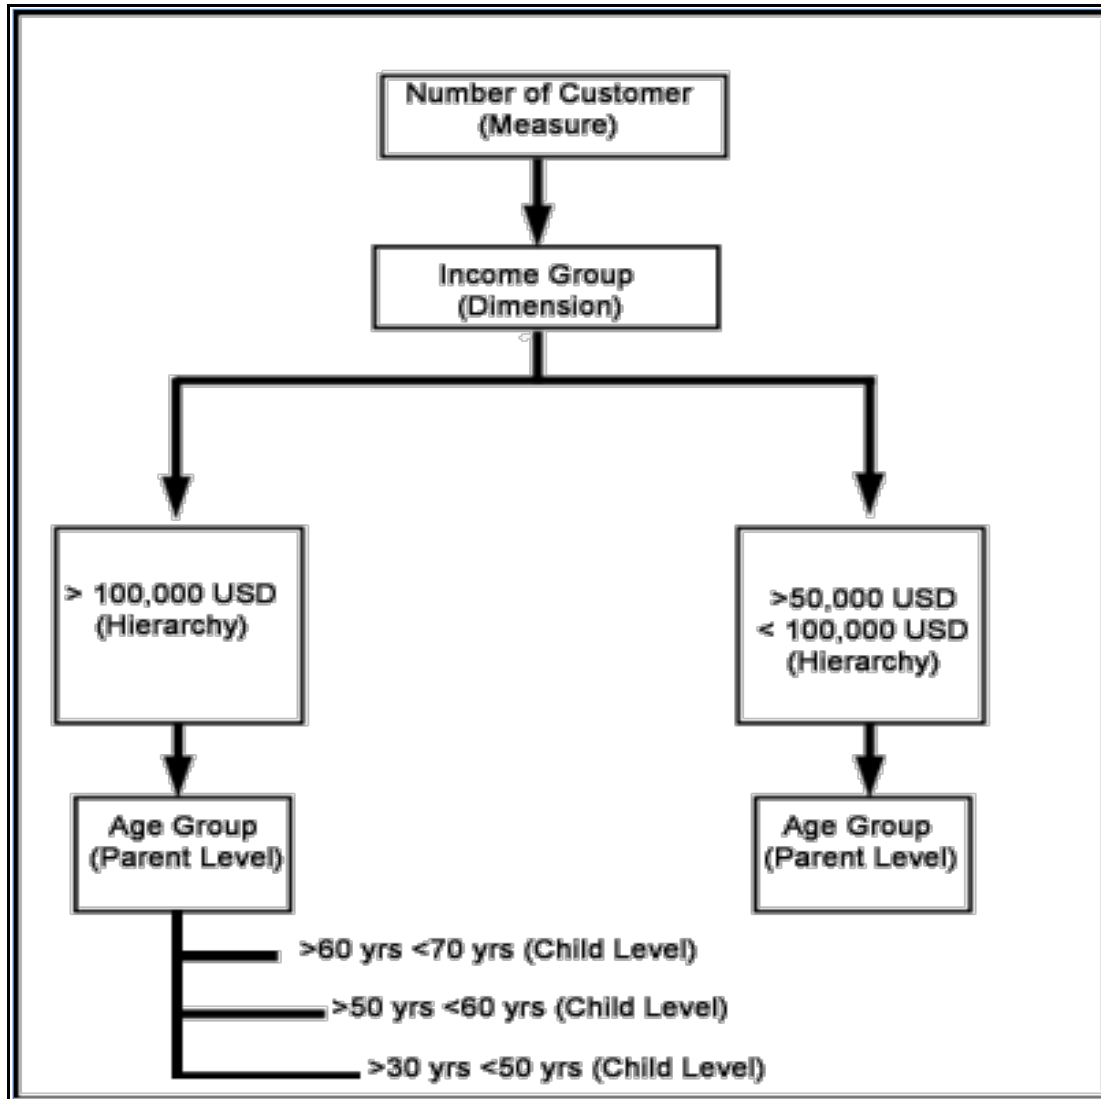 Number of Customer
(Measure)
Income Group
(Dimension)
> 100,000 USD
(Hierarchy)
>50,000 USD
< 100,000 USD
(Hierarchy)
Age Group
(Parent Level)
Age Group
(Parent Level)
>60 yrs <70 yrs (Child Level)
>50 yrs <60 yrs (Child Level)
>30 yrs <50 yrs (Child Level)